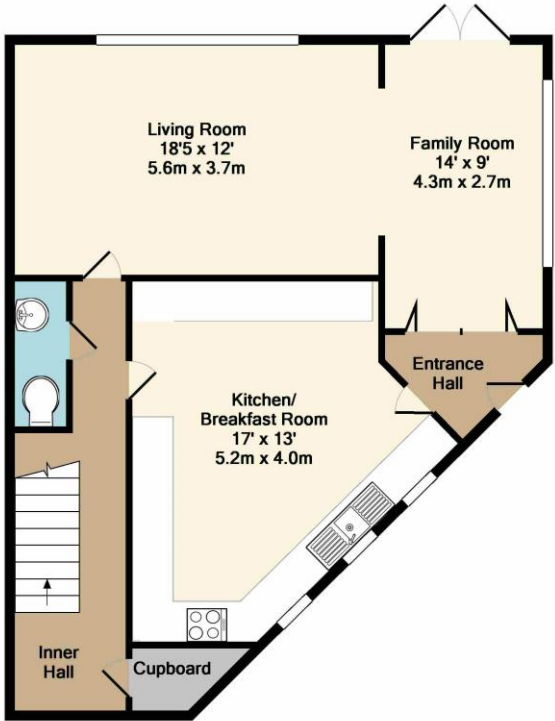 Living Room
18'5 x 12'
5.6m x 3.7m
Family Room
14' x 9'
4.3m x 2.7m
Entrance
Hall
Kitchen/
Breakfast Room
17' x 13'
5.2m x 4.0m
Inner
Hall
Cupboard